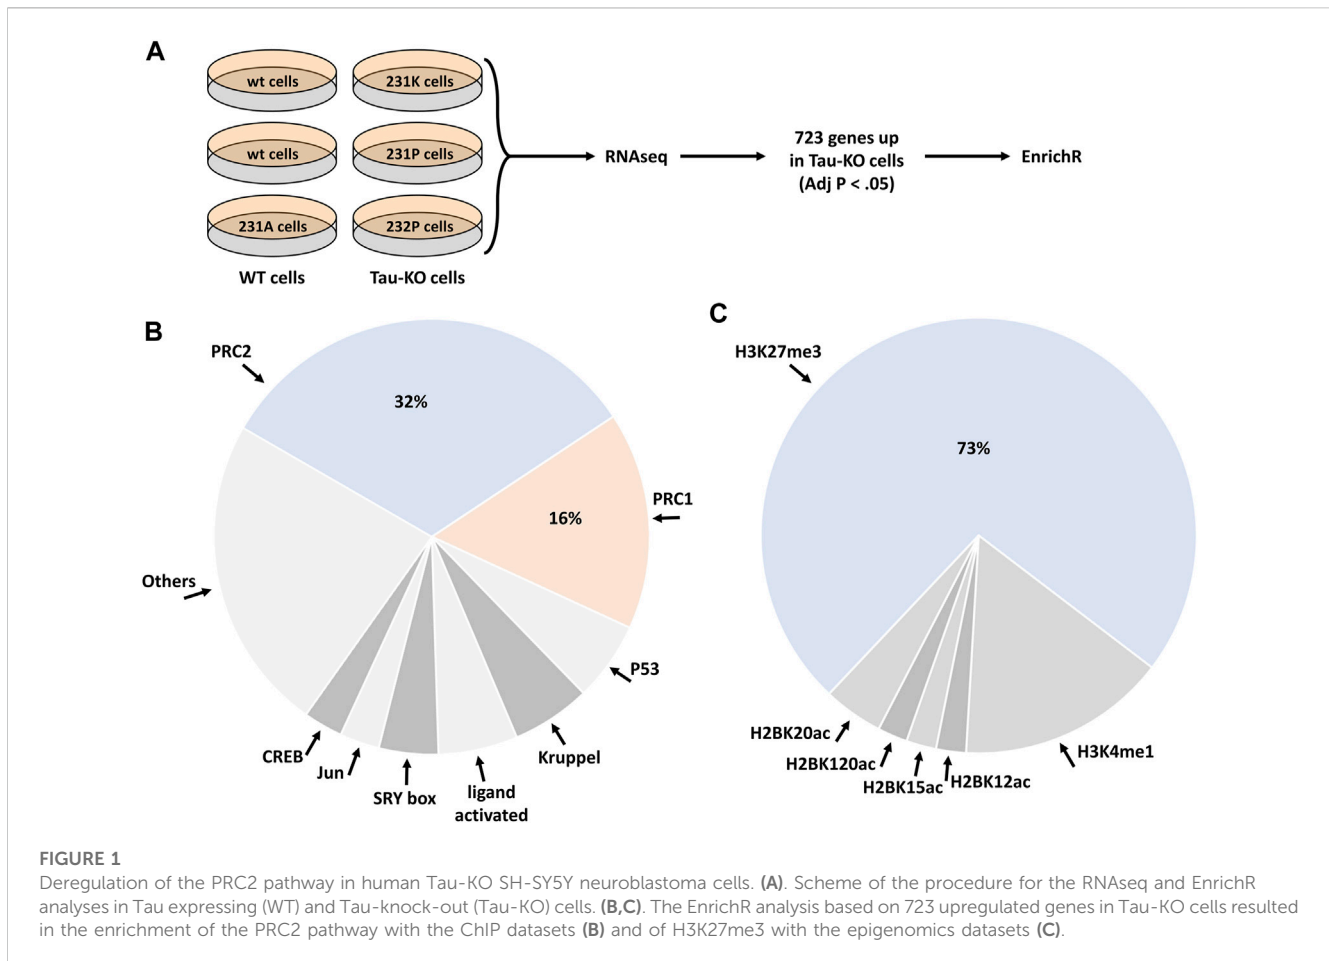 A
wt cells
231K cells
wt cells
231P cells
231A cells
232P cells
WT cells
Tau-KO cells
RNAseq
723 genes up
in Tau-KO cells
(Adj P < .05)
EnrichR
B
PRC2
32%
PRC1
16%
Others
P53
Kruppel
ligand
activated
SRY box
Jun
CREB
C
H3K27me3
73%
H2BK20ac
H2BK120ac
H2BK15ac
H2BK12ac
H3K4me1
FIGURE 1
Deregulation of the PRC2 pathway in human Tau-KO SH-SY5Y neuroblastoma cells. (A). Scheme of the procedure for the RNAseq and EnrichR
analyses in Tau expressing (WT) and Tau-knock-out (Tau-KO) cells. (B,C). The EnrichR analysis based on 723 upregulated genes in Tau-KO cells resulted
in the enrichment of the PRC2 pathway with the ChIP datasets (B) and of H3K27me3 with the epigenomics datasets (C).